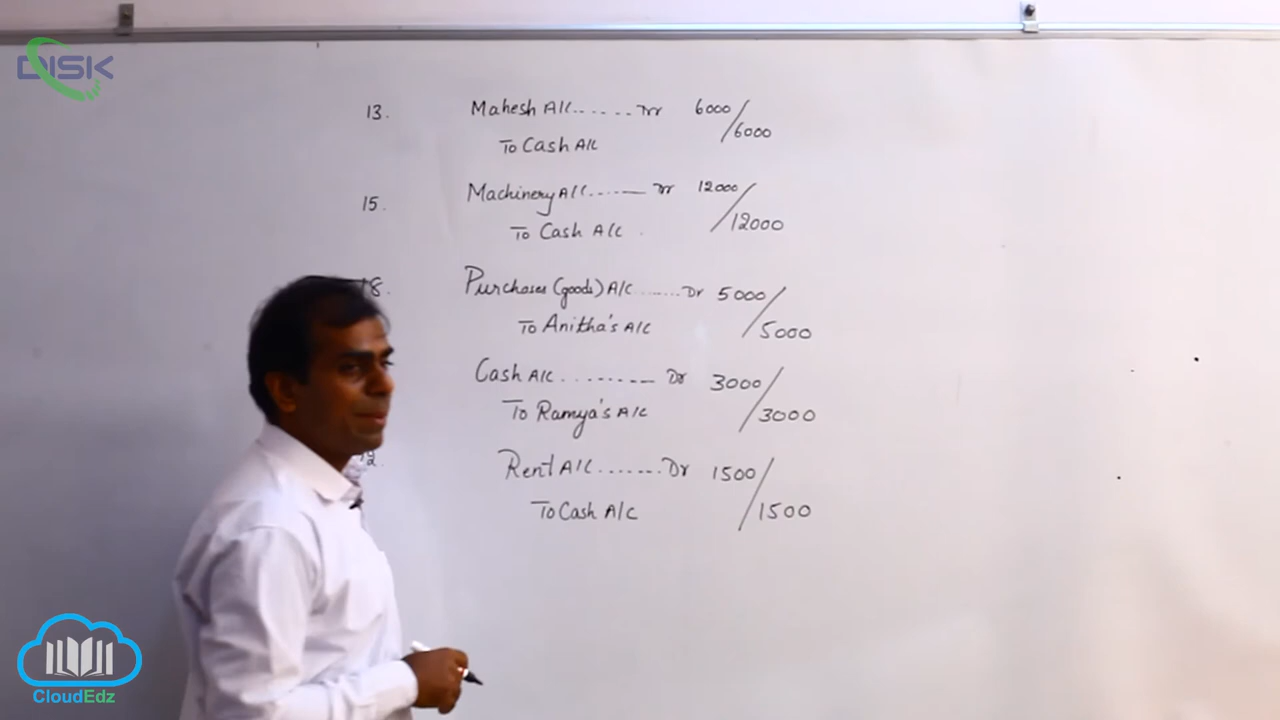 DISK
13. Mahesh A/c....... Dr 6000/
To Cash A/c 6000
15. Machinery A/c......—— Dr 12000/
To Cash A/c 12000
18. Purchases (goods) A/c....... Dr 5000/
To Anitha's A/c 5000
Cash A/c........—— Dr 3000/
To Ramya's A/c 3000
Rent A/c....... Dr 1500/
To Cash A/c 1500
CloudEdz